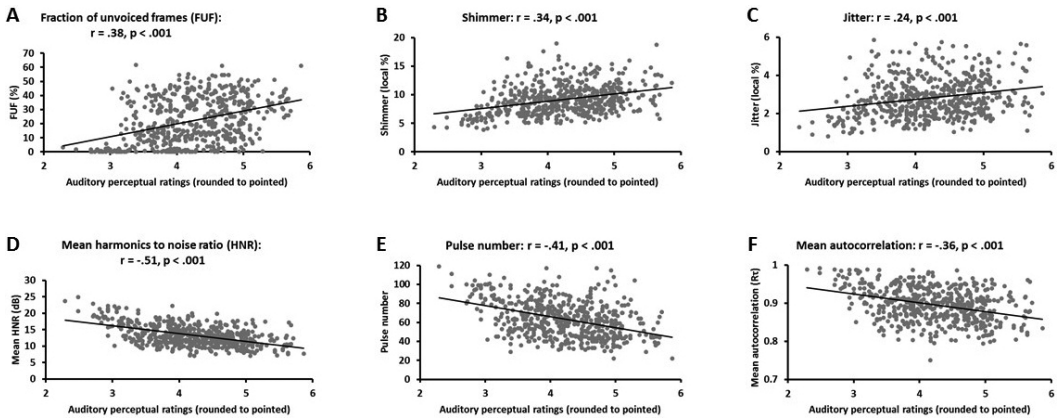 A
Fraction of unvoiced frames (FUF):
r = .38, p < .001
FUF (%)
70
60
50
40
30
20
10
0
2 3 4 5 6
Auditory perceptual ratings (rounded to pointed)
B
Shimmer: r = .34, p < .001
Shimmer (local %)
20
15
10
5
0
2 3 4 5 6
Auditory perceptual ratings (rounded to pointed)
C
Jitter: r = .24, p < .001
Jitter (local %)
6
4
2
0
2 3 4 5 6
Auditory perceptual ratings (rounded to pointed)
D
Mean harmonics to noise ratio (HNR):
r = -.51, p < .001
Mean HNR (dB)
30
25
20
15
10
5
0
2 3 4 5 6
Auditory perceptual ratings (rounded to pointed)
E
Pulse number: r = -.41, p < .001
Pulse number
120
100
80
60
40
20
0
2 3 4 5 6
Auditory perceptual ratings (rounded to pointed)
F
Mean autocorrelation: r = -.36, p < .001
Mean autocorrelation (Rt)
1
0.9
0.8
0.7
2 3 4 5 6
Auditory perceptual ratings (rounded to pointed)